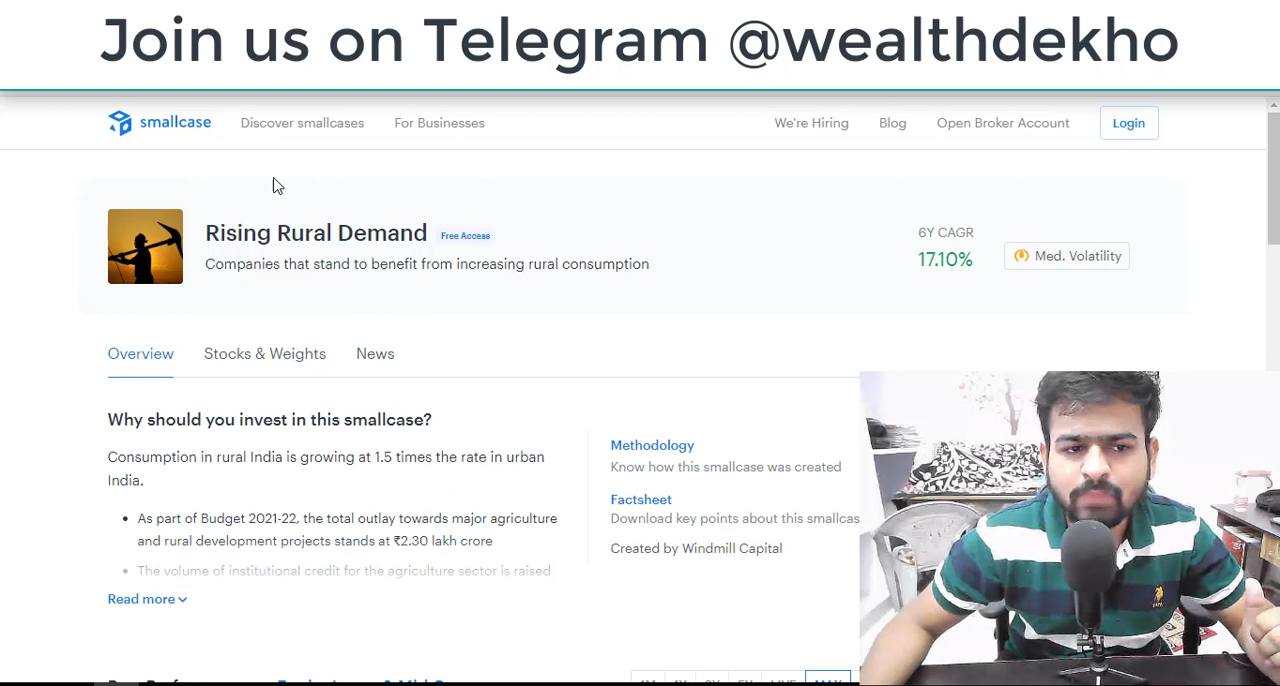 Join us on Telegram @wealthdekho
smallcase
Discover smallcases
For Businesses
We're Hiring
Blog
Open Broker Account
Login
Rising Rural Demand
Free Access
Companies that stand to benefit from increasing rural consumption
6Y CAGR
17.10%
Med. Volatility
Overview
Stocks & Weights
News
Why should you invest in this smallcase?
Consumption in rural India is growing at 1.5 times the rate in urban
India.
As part of Budget 2021-22, the total outlay towards major agriculture
and rural development projects stands at ₹2.30 lakh crore
The volume of institutional credit for the agriculture sector is raised
Read more
Methodology
Know how this smallcase was created
Factsheet
Download key points about this smallcas
Created by Windmill Capital